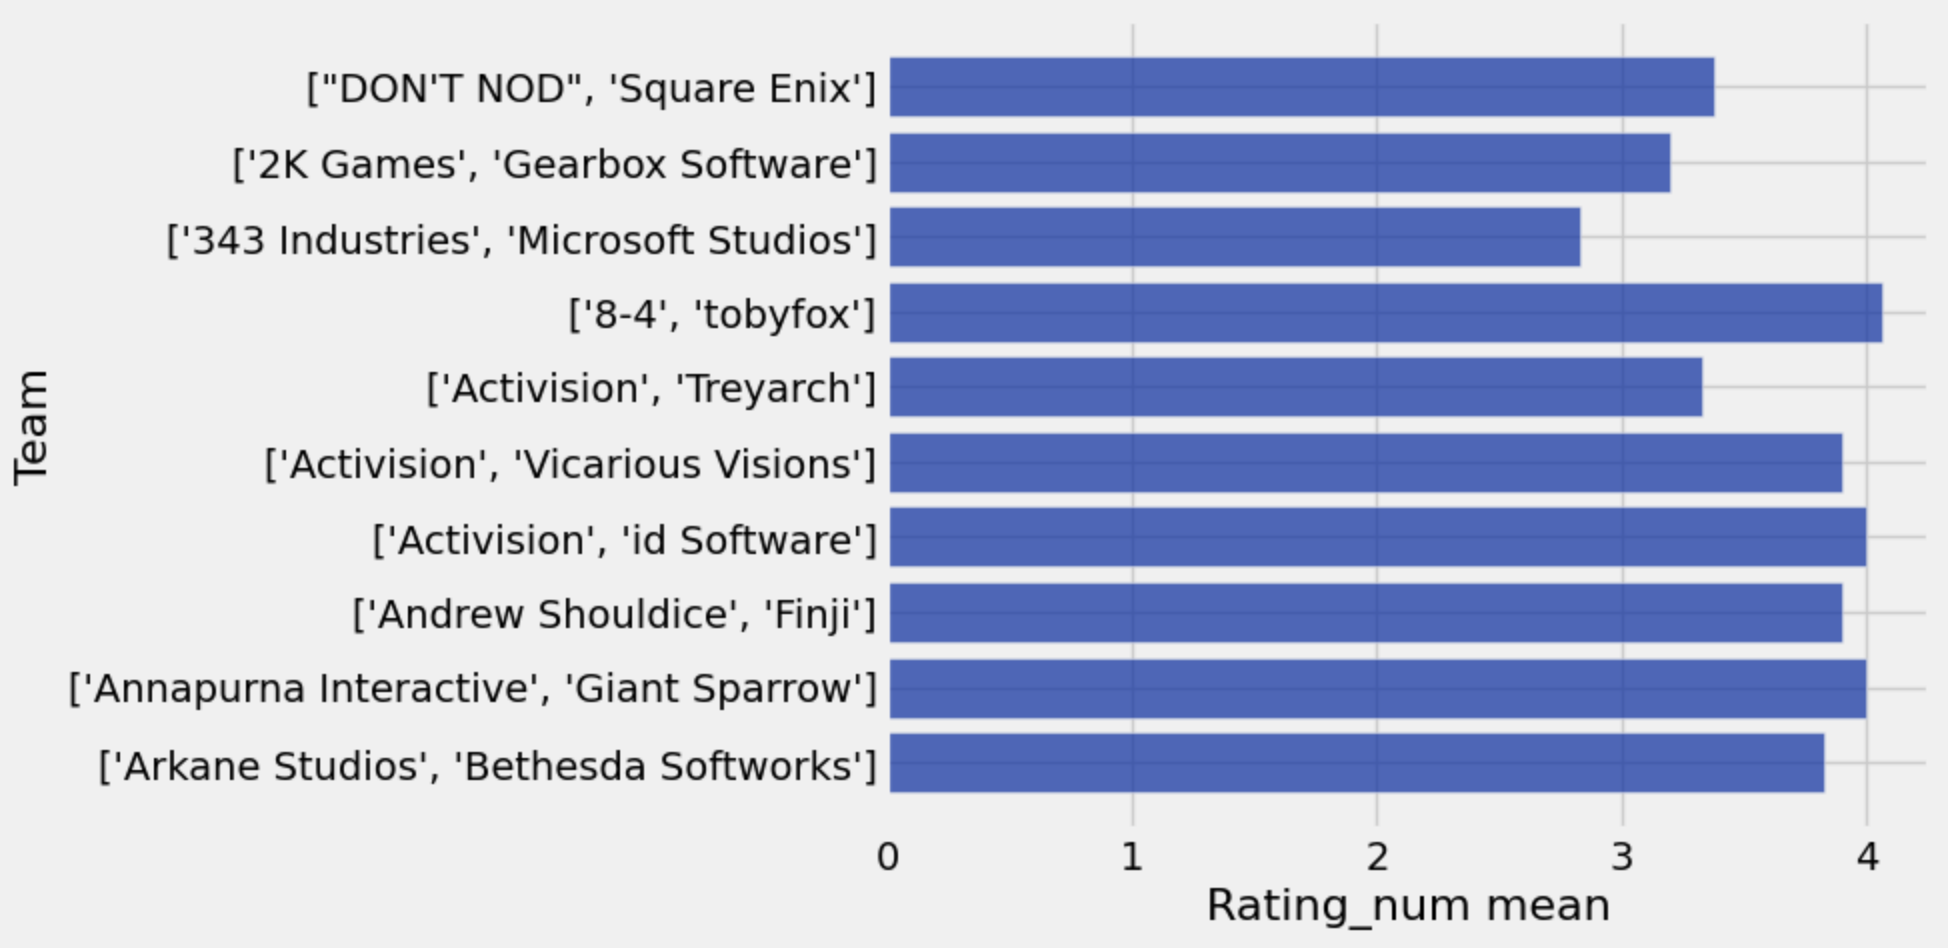 ["DON'T NOD", 'Square Enix']
['2K Games', 'Gearbox Software']
['343 Industries', 'Microsoft Studios']
['8-4', 'tobyfox']
['Activision', 'Treyarch']
['Activision', 'Vicarious Visions']
['Activision', 'id Software']
['Andrew Shouldice', 'Finji']
['Annapurna Interactive', 'Giant Sparrow']
['Arkane Studios', 'Bethesda Softworks']
Team
0 1 2 3 4
Rating_num mean